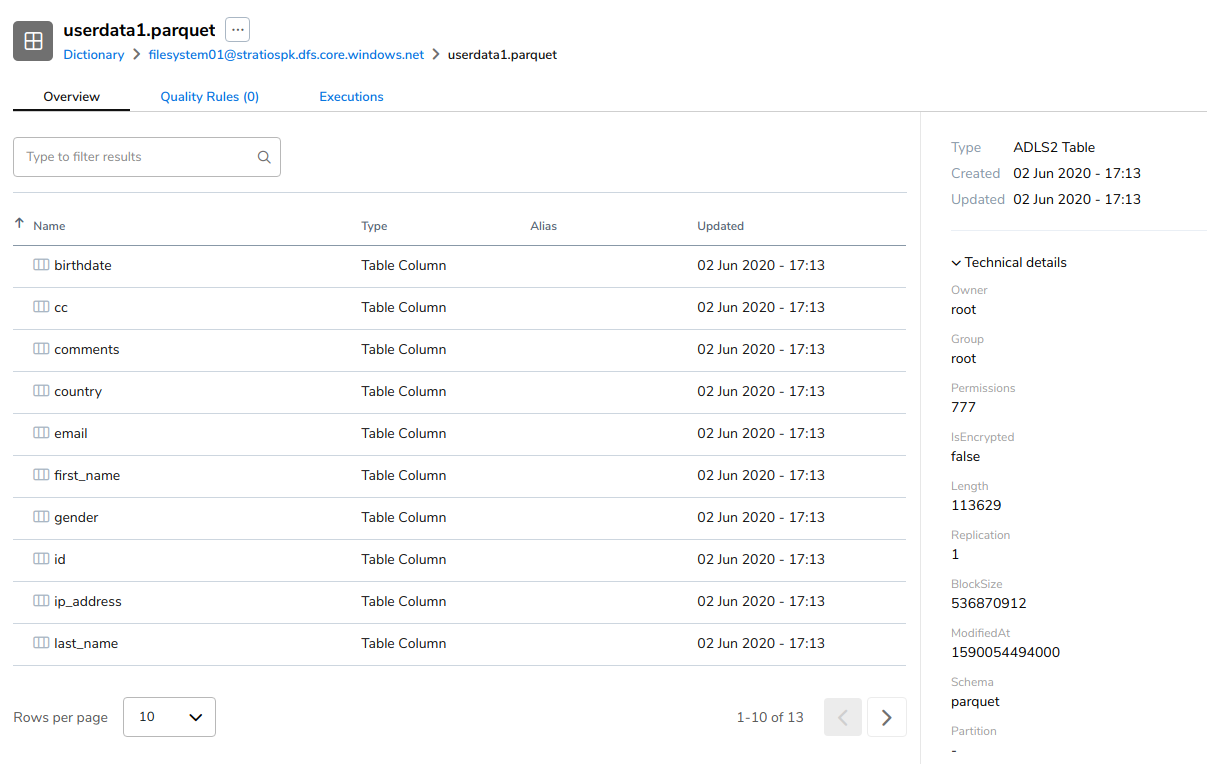 userdata1.parquet ...
Dictionary > filesystem01@stratiospk.dfs.core.windows.net > userdata1.parquet
Overview Quality Rules (0) Executions
Type to filter results
Name Type Alias Updated
birthdate Table Column 02 Jun 2020 - 17:13
cc Table Column 02 Jun 2020 - 17:13
comments Table Column 02 Jun 2020 - 17:13
country Table Column 02 Jun 2020 - 17:13
email Table Column 02 Jun 2020 - 17:13
first_name Table Column 02 Jun 2020 - 17:13
gender Table Column 02 Jun 2020 - 17:13
id Table Column 02 Jun 2020 - 17:13
ip_address Table Column 02 Jun 2020 - 17:13
last_name Table Column 02 Jun 2020 - 17:13
Rows per page 10 1-10 of 13
Type ADLS2 Table
Created 02 Jun 2020 - 17:13
Updated 02 Jun 2020 - 17:13
Technical details
Owner
root
Group
root
Permissions
777
IsEncrypted
false
Length
113629
Replication
1
BlockSize
536870912
ModifiedAt
1590054494000
Schema
parquet
Partition
-